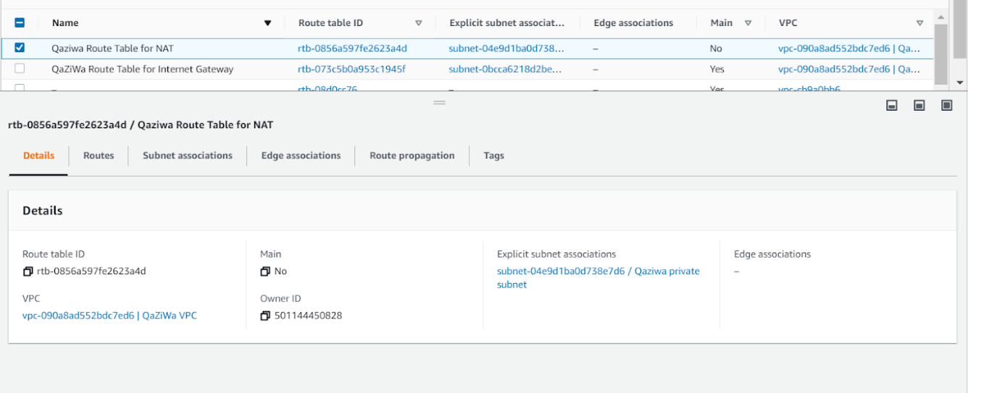 Name Route table ID Explicit subnet associat... Edge associations Main VPC
Qaziwa Route Table for NAT rtb-0856a597fe2623a4d subnet-04e9d1ba0d738... – No vpc-090a8ad552bdc7ed6 | Qa...
QaZiWa Route Table for Internet Gateway rtb-073c5b0a953c1945f subnet-0bcca6218d2be... – Yes vpc-090a8ad552bdc7ed6 | Qa...
– rtb-08d0cc76 – – Yes vpc-cb9a0bb6
rtb-0856a597fe2623a4d / Qaziwa Route Table for NAT
Details Routes Subnet associations Edge associations Route propagation Tags
Details
Route table ID Main Explicit subnet associations Edge associations
rtb-0856a597fe2623a4d No subnet-04e9d1ba0d738e7d6 / Qaziwa private –
subnet
VPC Owner ID
vpc-090a8ad552bdc7ed6 | QaZiWa VPC 501144450828